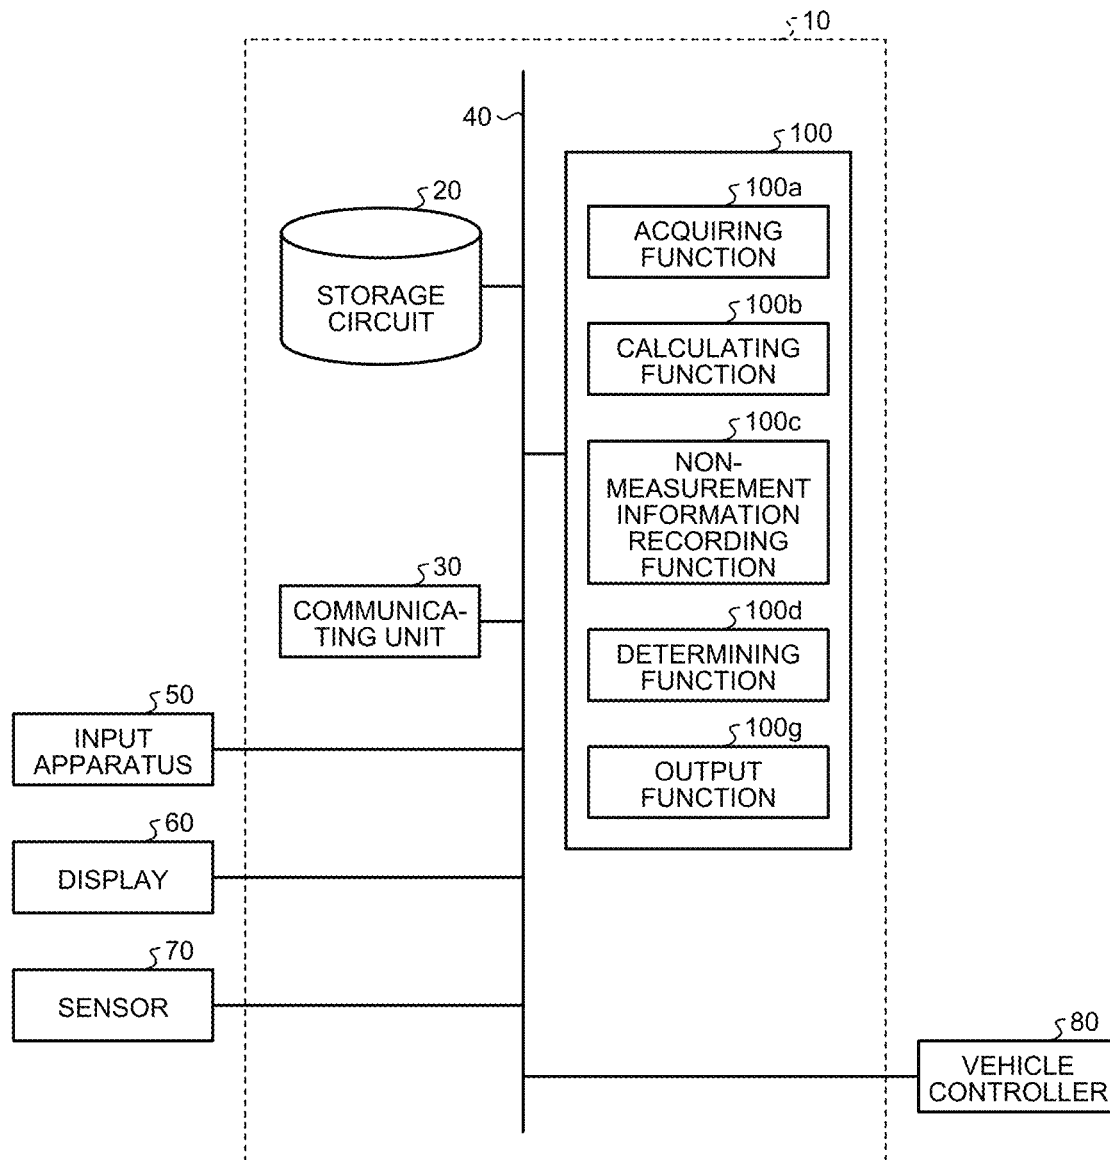 10
40
100
20
100a
ACQUIRING
FUNCTION
STORAGE
CIRCUIT
100b
CALCULATING
FUNCTION
100c
NON-
MEASUREMENT
INFORMATION
RECORDING
FUNCTION
30
COMMUNICA-
TING UNIT
100d
DETERMINING
FUNCTION
50
INPUT
APPARATUS
100g
OUTPUT
FUNCTION
60
DISPLAY
70
SENSOR
80
VEHICLE
CONTROLLER